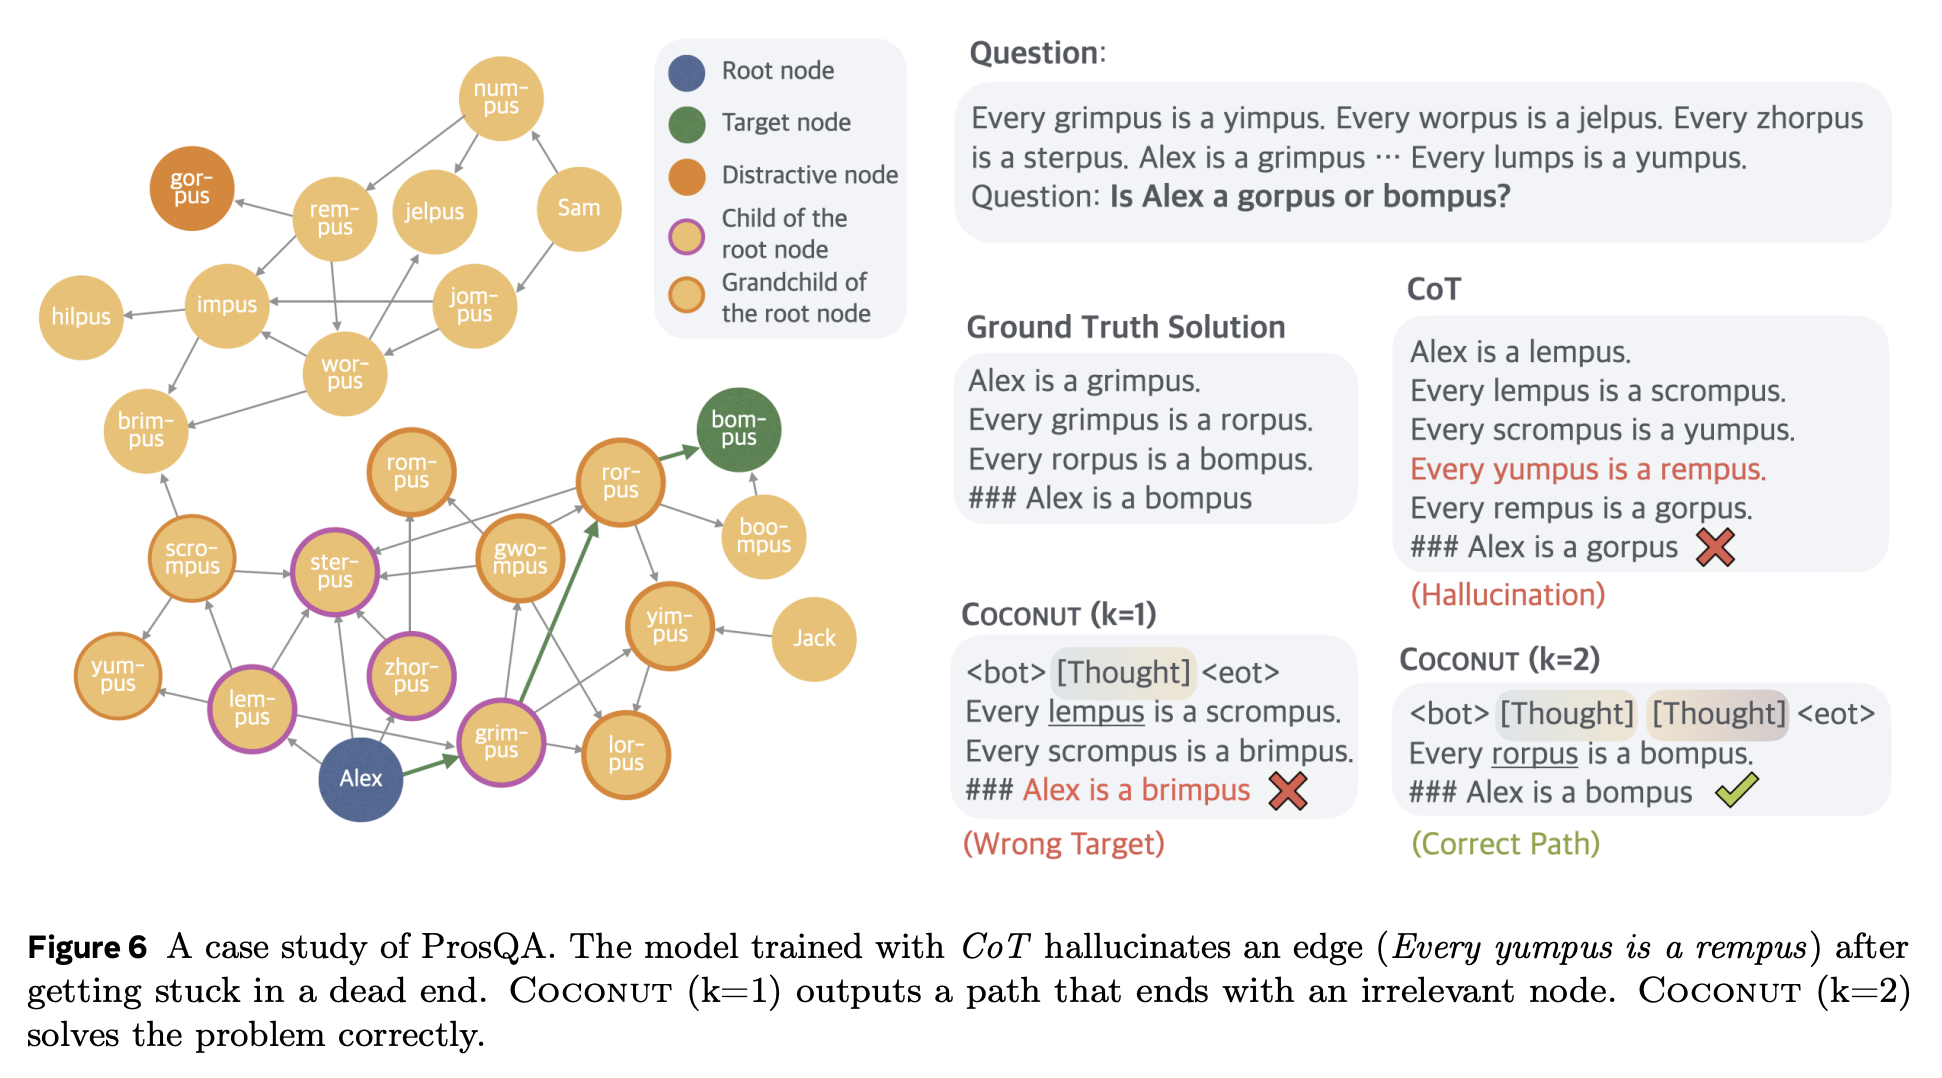 num-
pus
gor-
pus
rem-
pus
jelpus
Sam
hilpus
impus
jom-
pus
wor-
pus
brim-
pus
bom-
pus
rom-
pus
ror-
pus
boo-
mpus
scro-
mpus
ster-
pus
gwo-
mpus
yim-
pus
Jack
yum-
pus
lem-
pus
zhor-
pus
grim-
pus
lor-
pus
Alex
Root node
Target node
Distractive node
Child of the
root node
Grandchild of
the root node
Question:
Every grimpus is a yimpus. Every worpus is a jelpus. Every zhorpus
is a sterpus. Alex is a grimpus ··· Every lumps is a yumpus.
Question: Is Alex a gorpus or bompus?
Ground Truth Solution
Alex is a grimpus.
Every grimpus is a rorpus.
Every rorpus is a bompus.
### Alex is a bompus
CoT
Alex is a lempus.
Every lempus is a scrompus.
Every scrompus is a yumpus.
Every yumpus is a rempus.
Every rempus is a gorpus.
### Alex is a gorpus
(Hallucination)
COCONUT (k=1)
<bot> [Thought] <eot>
Every lempus is a scrompus.
Every scrompus is a brimpus.
### Alex is a brimpus
(Wrong Target)
COCONUT (k=2)
<bot> [Thought] [Thought] <eot>
Every rorpus is a bompus.
### Alex is a bompus
(Correct Path)
Figure 6 A case study of ProsQA. The model trained with CoT hallucinates an edge (Every yumpus is a rempus) after
getting stuck in a dead end. COCONUT (k=1) outputs a path that ends with an irrelevant node. COCONUT (k=2)
solves the problem correctly.